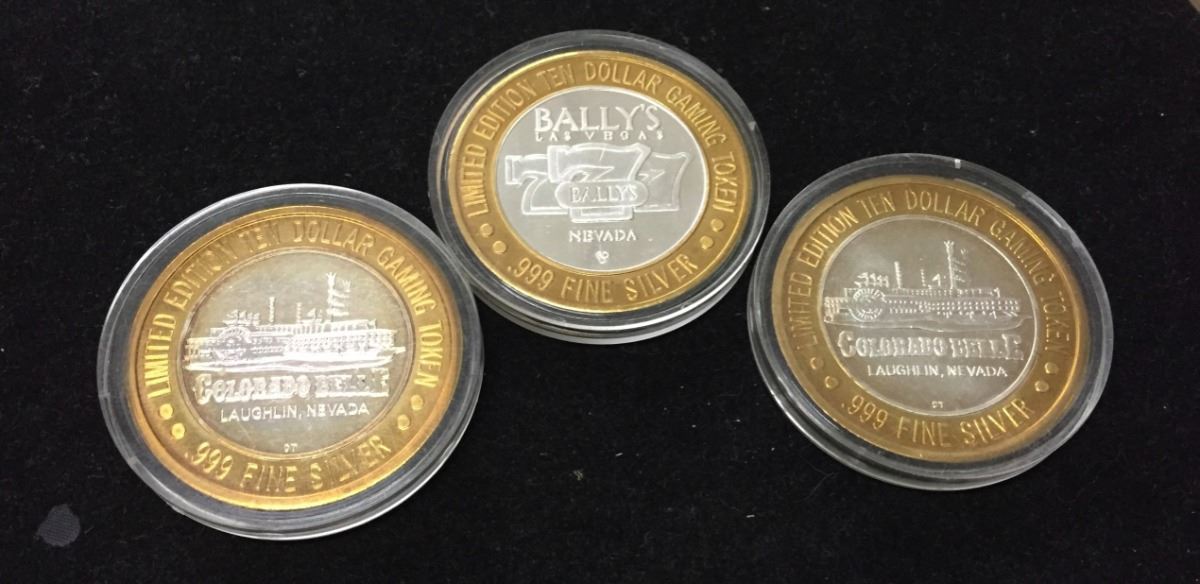 LIMITED EDITION TEN DOLLAR GAMING TOKEN
COLORADO BELLE
LAUGHLIN, NEVADA
.999 FINE SILVER
LIMITED EDITION TEN DOLLAR GAMING TOKEN
BALLY'S
LAS VEGAS
777
BALLY'S
NEVADA
.999 FINE SILVER
LIMITED EDITION TEN DOLLAR GAMING TOKEN
COLORADO BELLE
LAUGHLIN, NEVADA
.999 FINE SILVER